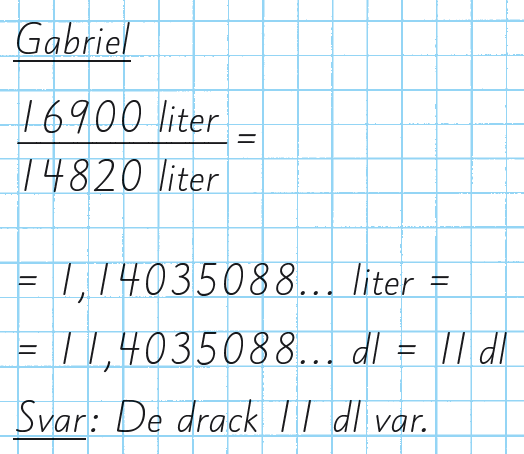 Gabriel
16900 liter
14820 liter =
= 1,14035088... liter =
= 11,4035088... dl = 11 dl
Svar: De drack 11 dl var.